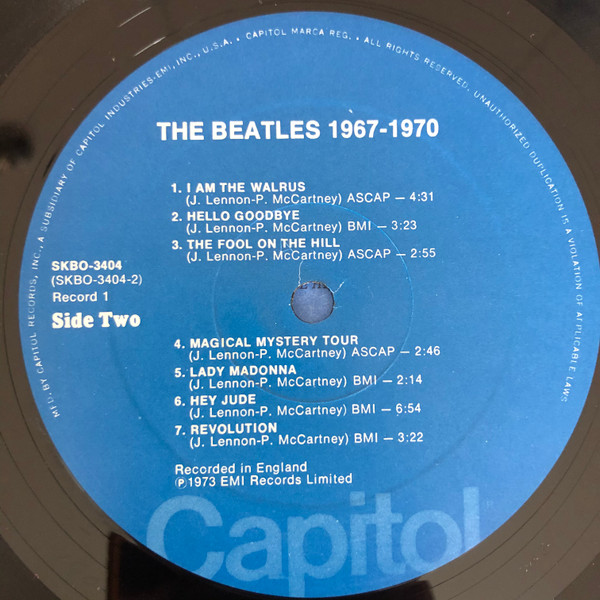 MFD. BY CAPITOL RECORDS, INC., A SUBSIDIARY OF CAPITOL INDUSTRIES-EMI, INC., U.S.A. • CAPITOL MARCA REG. • ALL RIGHTS RESERVED. UNAUTHORIZED DUPLICATION IS A VIOLATION OF APPLICABLE LAWS.
THE BEATLES 1967-1970
1. I AM THE WALRUS
(J. Lennon-P. McCartney) ASCAP — 4:31
2. HELLO GOODBYE
(J. Lennon-P. McCartney) BMI — 3:23
3. THE FOOL ON THE HILL
(J. Lennon-P. McCartney) ASCAP — 2:55
SKBO-3404
(SKBO-3404-2)
Record 1
Side Two
4. MAGICAL MYSTERY TOUR
(J. Lennon-P. McCartney) ASCAP — 2:46
5. LADY MADONNA
(J. Lennon-P. McCartney) BMI — 2:14
6. HEY JUDE
(J. Lennon-P. McCartney) BMI — 6:54
7. REVOLUTION
(J. Lennon-P. McCartney) BMI — 3:22
Recorded in England
℗1973 EMI Records Limited
Capitol